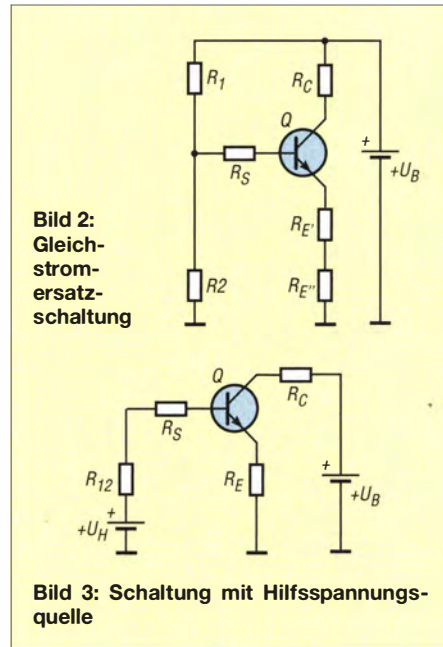 R1
RC
Q
RS
+
+UB
Bild 2:
Gleich-
strom-
ersatz-
schaltung
RE'
R2
RE''
Q
RC
RS
R12
RE
+
+UH
+
+UB
Bild 3: Schaltung mit Hilfsspannungs-
quelle